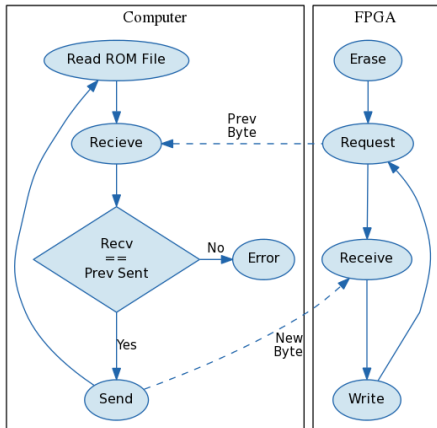 Computer
FPGA
Read ROM File
Erase
Recieve
Prev
Byte
Request
Recv
==
Prev Sent
No
Error
Receive
Yes
New
Byte
Send
Write